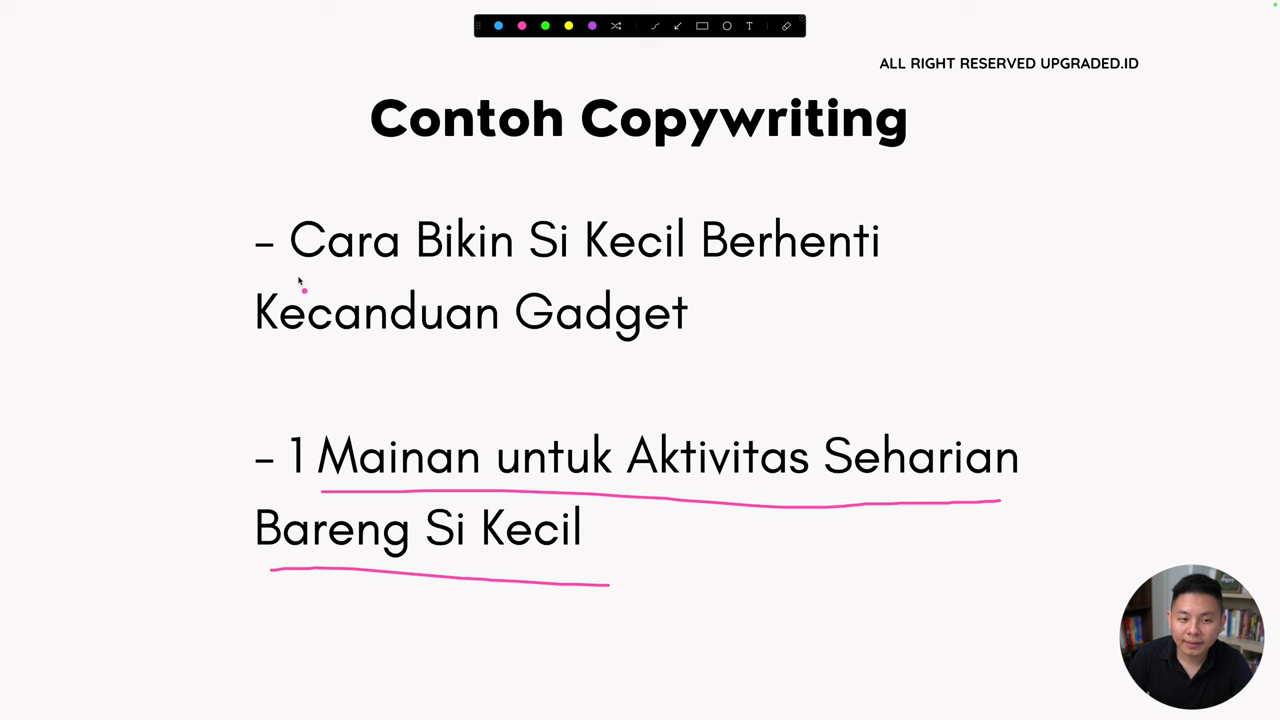 ALL RIGHT RESERVED UPGRADED.ID
Contoh Copywriting
– Cara Bikin Si Kecil Berhenti
Kecanduan Gadget
– 1 Mainan untuk Aktivitas Seharian
Bareng Si Kecil